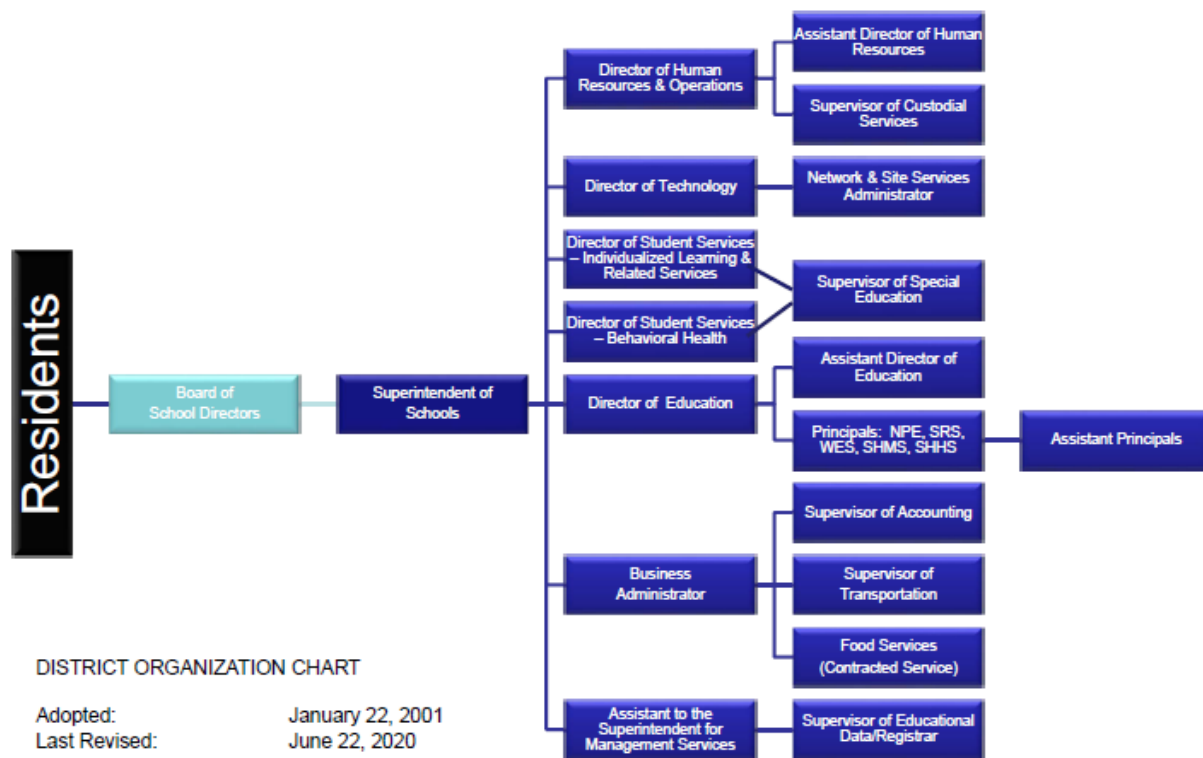 Residents
Board of
School Directors
Superintendent of
Schools
Director of Human
Resources & Operations
Assistant Director of Human
Resources
Supervisor of Custodial
Services
Director of Technology
Network & Site Services
Administrator
Director of Student Services
– Individualized Learning &
Related Services
Director of Student Services
– Behavioral Health
Supervisor of Special
Education
Director of Education
Assistant Director of
Education
Principals: NPE, SRS,
WES, SHMS, SHHS
Assistant Principals
Business
Administrator
Supervisor of Accounting
Supervisor of
Transportation
Food Services
(Contracted Service)
Assistant to the
Superintendent for
Management Services
Supervisor of Educational
Data/Registrar
DISTRICT ORGANIZATION CHART
Adopted: January 22, 2001
Last Revised: June 22, 2020